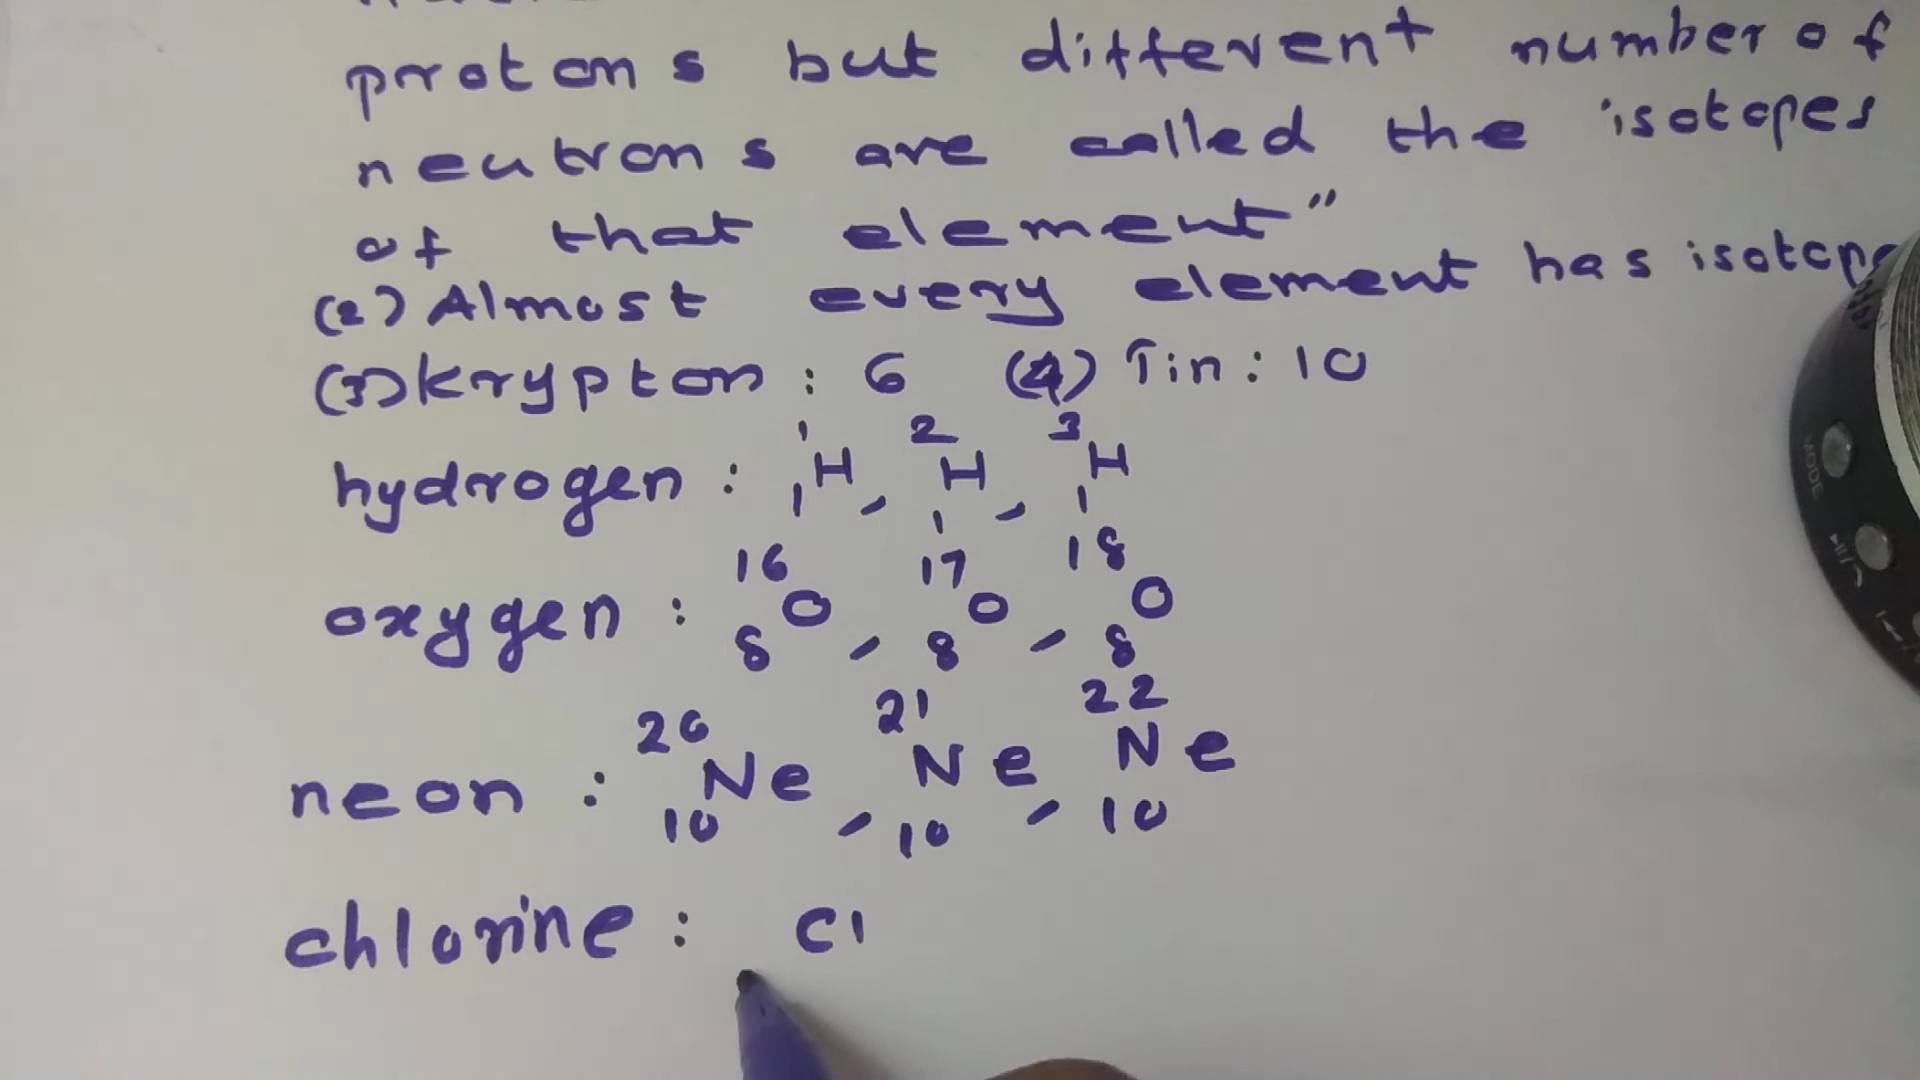 protons but different number of
neutrons are called the isotopes
of that element"
(2) Almost every element has isotope
(3) krypton : 6 (4) Tin : 10
hydrogen : ¹₁H , ²₁H , ³₁H
oxygen : ¹⁶₈O , ¹⁷₈O , ¹⁸₈O
neon : ²⁰₁₀Ne , ²¹₁₀Ne , ²²₁₀Ne
chlorine : Cl
MODE